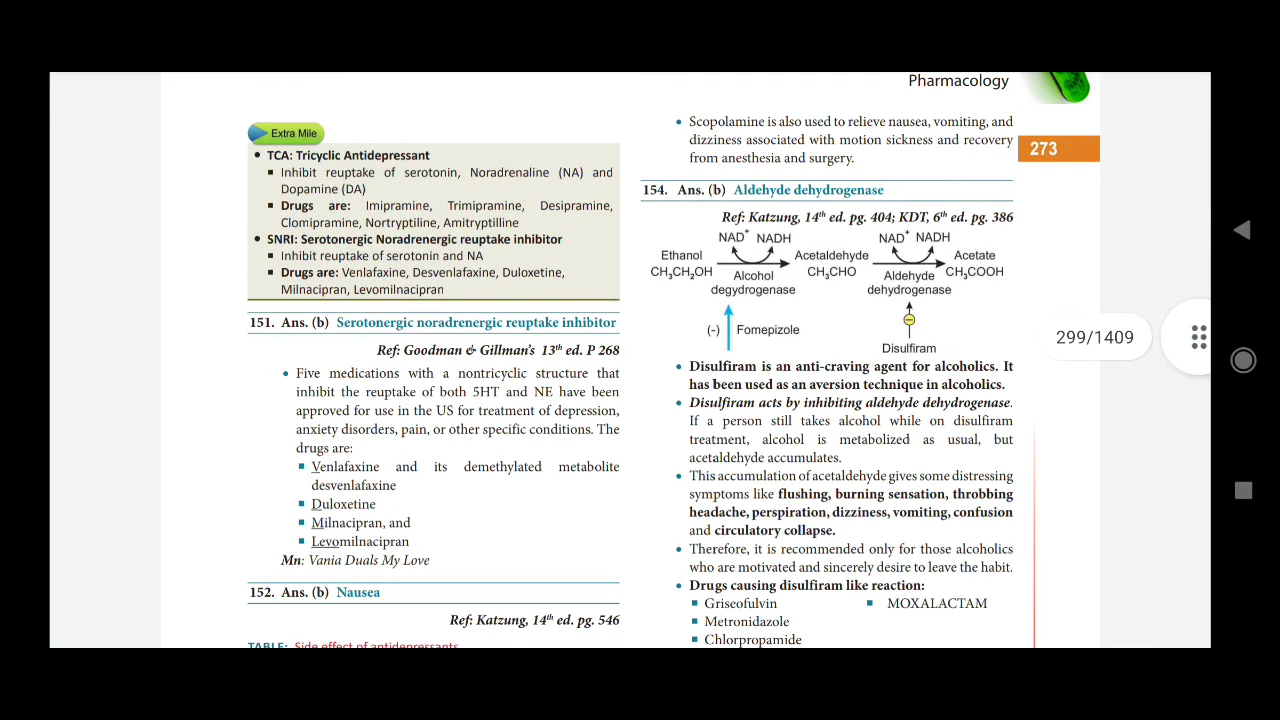 Pharmacology
273
Extra Mile
• TCA: Tricyclic Antidepressant
▪ Inhibit reuptake of serotonin, Noradrenaline (NA) and
Dopamine (DA)
▪ Drugs are: Imipramine, Trimipramine, Desipramine,
Clomipramine, Nortryptiline, Amitryptilline
• SNRI: Serotonergic Noradrenergic reuptake inhibitor
▪ Inhibit reuptake of serotonin and NA
▪ Drugs are: Venlafaxine, Desvenlafaxine, Duloxetine,
Milnacipran, Levomilnacipran
151. Ans. (b) Serotonergic noradrenergic reuptake inhibitor
Ref: Goodman & Gillman's 13th ed. P 268
• Five medications with a nontricyclic structure that
inhibit the reuptake of both 5HT and NE have been
approved for use in the US for treatment of depression,
anxiety disorders, pain, or other specific conditions. The
drugs are:
▪ Venlafaxine and its demethylated metabolite
desvenlafaxine
▪ Duloxetine
▪ Milnacipran, and
▪ Levomilnacipran
Mn: Vania Duals My Love
152. Ans. (b) Nausea
Ref: Katzung, 14th ed. pg. 546
TABLE: Side effect of antidepressants
• Scopolamine is also used to relieve nausea, vomiting, and
dizziness associated with motion sickness and recovery
from anesthesia and surgery.
154. Ans. (b) Aldehyde dehydrogenase
Ref: Katzung, 14th ed. pg. 404; KDT, 6th ed. pg. 386
NAD+ NADH NAD+ NADH
Ethanol Acetaldehyde Acetate
CH3CH2OH CH3CHO CH3COOH
Alcohol Aldehyde
degydrogenase dehydrogenase
(-) Fomepizole
Disulfiram
• Disulfiram is an anti-craving agent for alcoholics. It
has been used as an aversion technique in alcoholics.
• Disulfiram acts by inhibiting aldehyde dehydrogenase.
If a person still takes alcohol while on disulfiram
treatment, alcohol is metabolized as usual, but
acetaldehyde accumulates.
• This accumulation of acetaldehyde gives some distressing
symptoms like flushing, burning sensation, throbbing
headache, perspiration, dizziness, vomiting, confusion
and circulatory collapse.
• Therefore, it is recommended only for those alcoholics
who are motivated and sincerely desire to leave the habit.
• Drugs causing disulfiram like reaction:
▪ Griseofulvin ▪ MOXALACTAM
▪ Metronidazole
▪ Chlorpropamide
299/1409